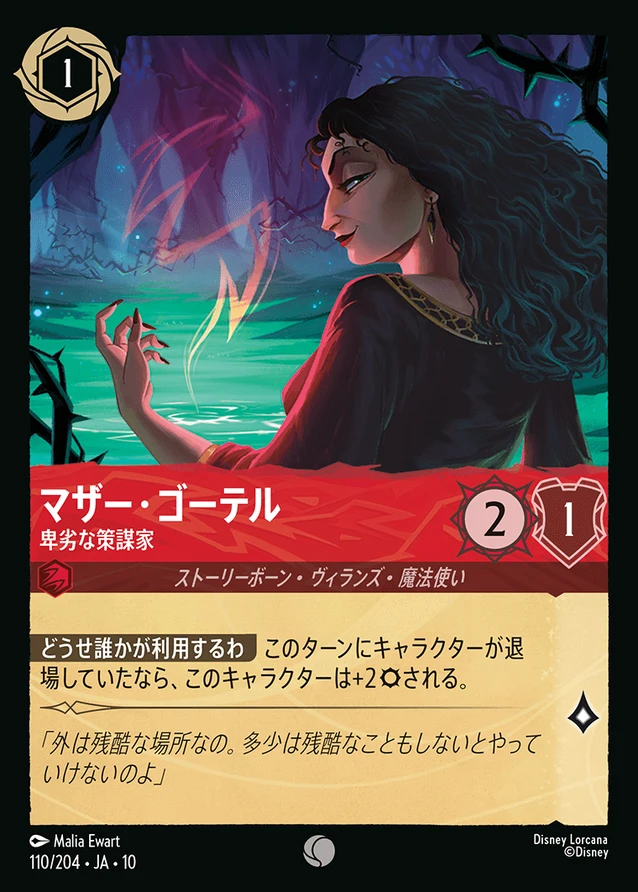 1
マザー・ゴーテル
卑劣な策謀家
2
1
ストーリーボーン・ヴィランズ・魔法使い
どうせ誰かが利用するわ このターンにキャラクターが退
場していたなら、このキャラクターは+2される。
「外は残酷な場所なの。多少は残酷なこともしないとやって
いけないのよ」
Malia Ewart
110/204・JA・10
Disney Lorcana
©Disney